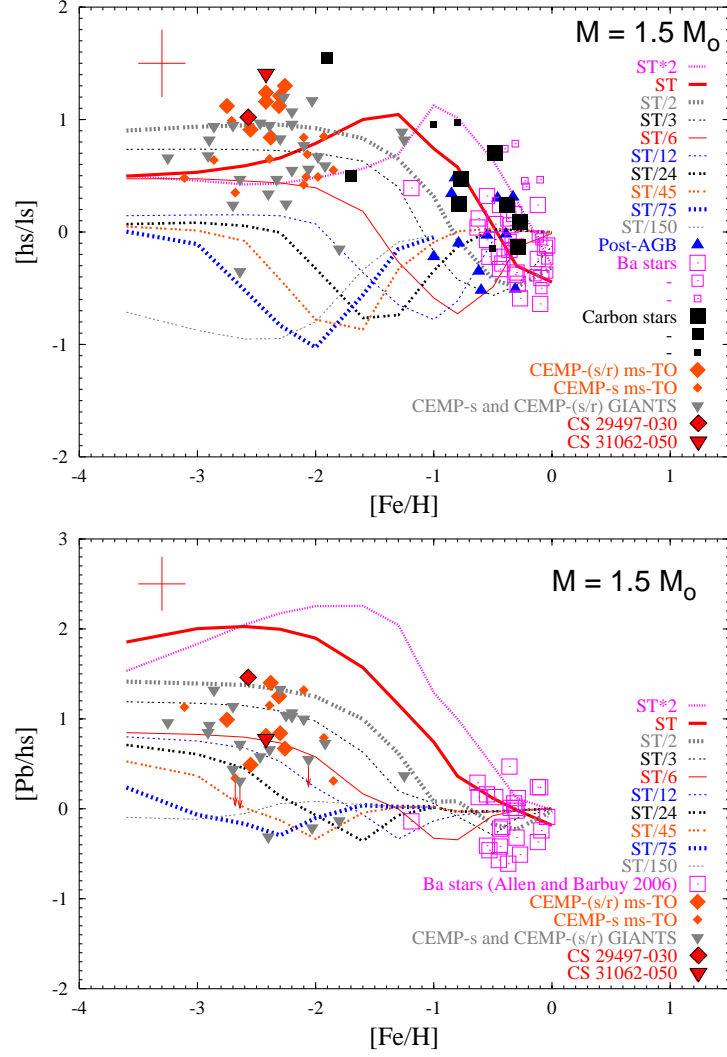 M = 1.5 Mo
ST*2
ST
ST/2
ST/3
ST/6
ST/12
ST/24
ST/45
ST/75
ST/150
Post-AGB
Ba stars
-
-
Carbon stars
-
-
CEMP-(s/r) ms-TO
CEMP-s ms-TO
CEMP-s and CEMP-(s/r) GIANTS
CS 29497-030
CS 31062-050
2
1
0
-1
-2
[hs/ls]
-4 -3 -2 -1 0 1
[Fe/H]
M = 1.5 Mo
ST*2
ST
ST/2
ST/3
ST/6
ST/12
ST/24
ST/45
ST/75
ST/150
Ba stars (Allen and Barbuy 2006)
CEMP-(s/r) ms-TO
CEMP-s ms-TO
CEMP-s and CEMP-(s/r) GIANTS
CS 29497-030
CS 31062-050
3
2
1
0
-1
-2
[Pb/hs]
-4 -3 -2 -1 0 1
[Fe/H]